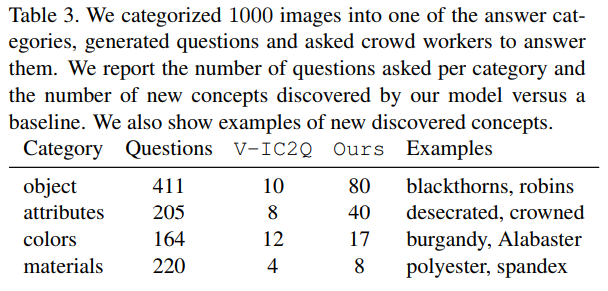 Table 3. We categorized 1000 images into one of the answer cat-
egories, generated questions and asked crowd workers to answer
them. We report the number of questions asked per category and
the number of new concepts discovered by our model versus a
baseline. We also show examples of new discovered concepts.
Category Questions V-IC2Q Ours Examples
object 411 10 80 blackthorns, robins
attributes 205 8 40 desecrated, crowned
colors 164 12 17 burgandy, Alabaster
materials 220 4 8 polyester, spandex